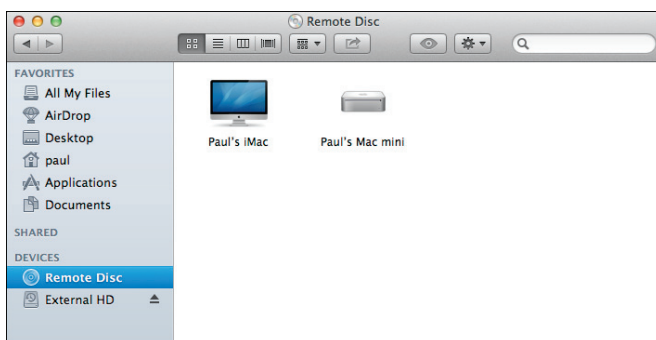 Remote Disc
FAVORITES
All My Files
AirDrop
Desktop
paul
Applications
Documents
SHARED
DEVICES
Remote Disc
External HD
Paul's iMac
Paul's Mac mini